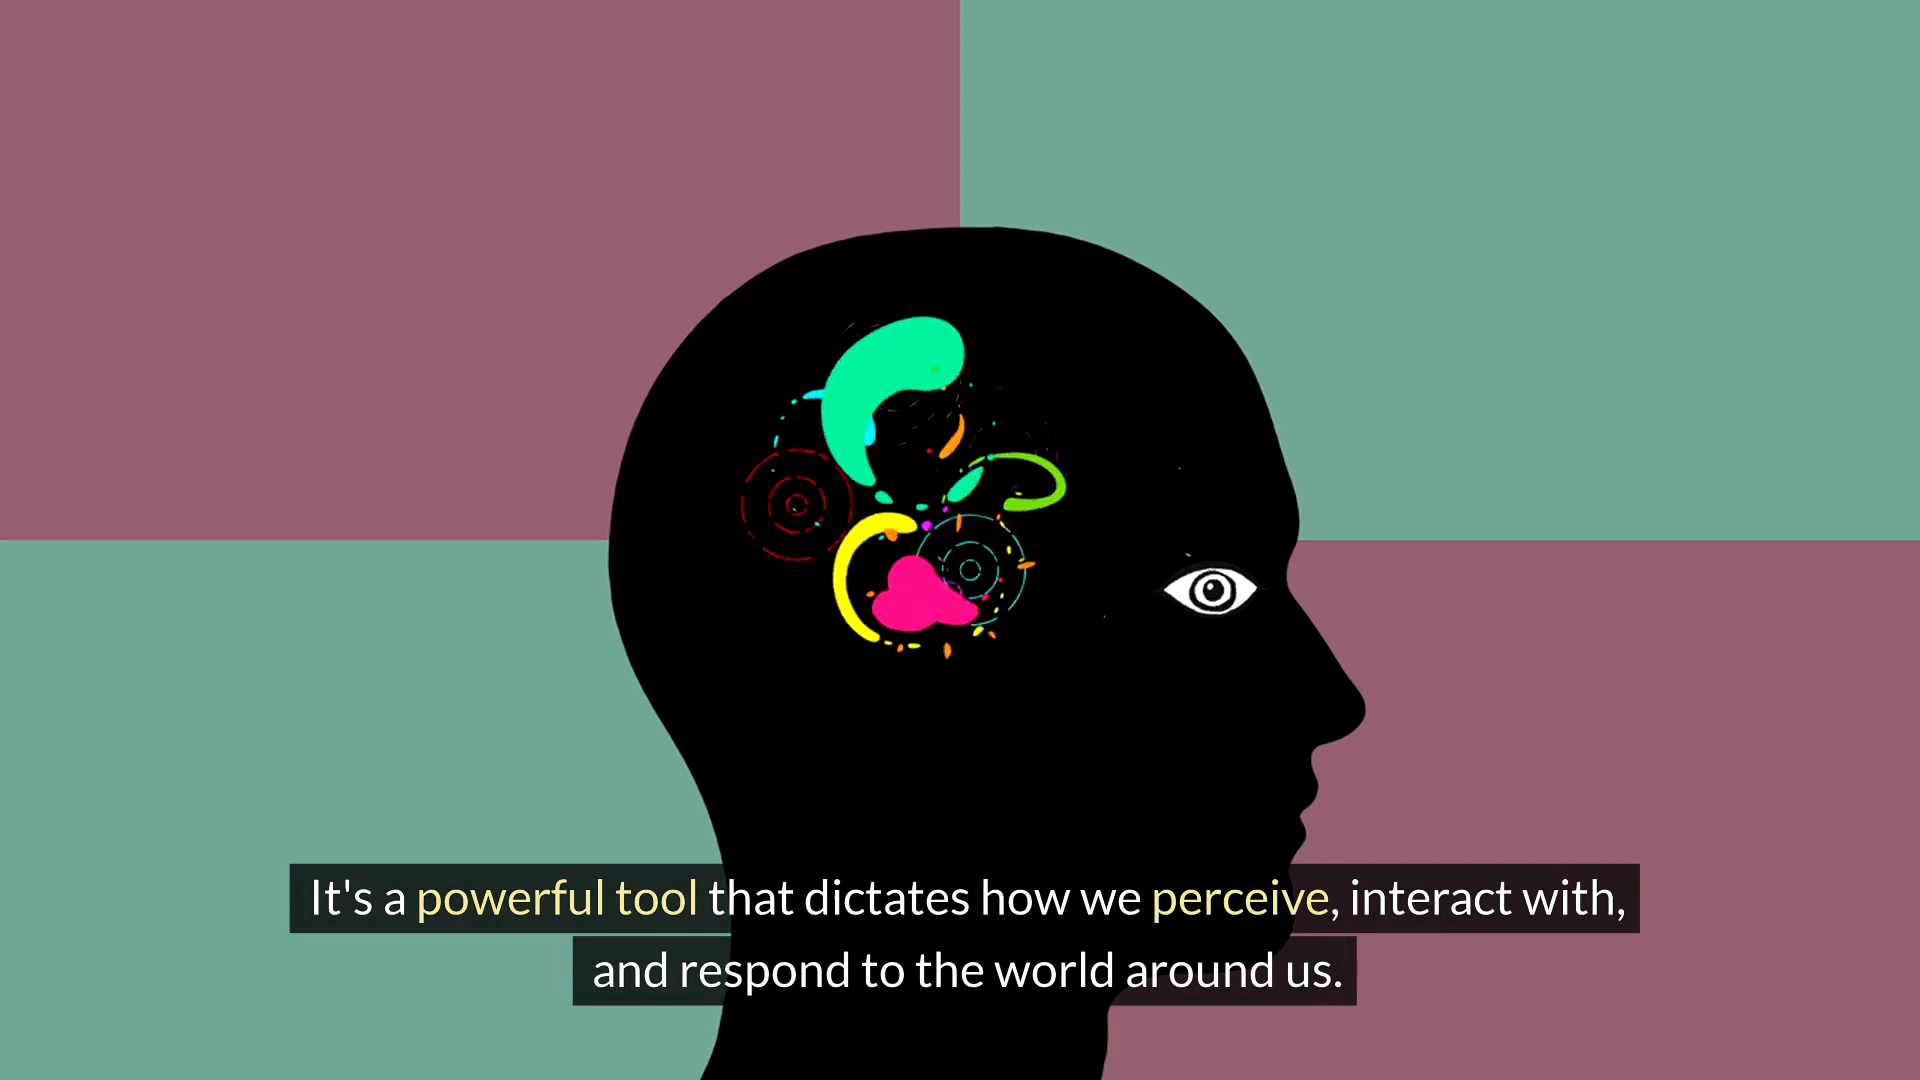 It's a powerful tool that dictates how we perceive, interact with,
and respond to the world around us.